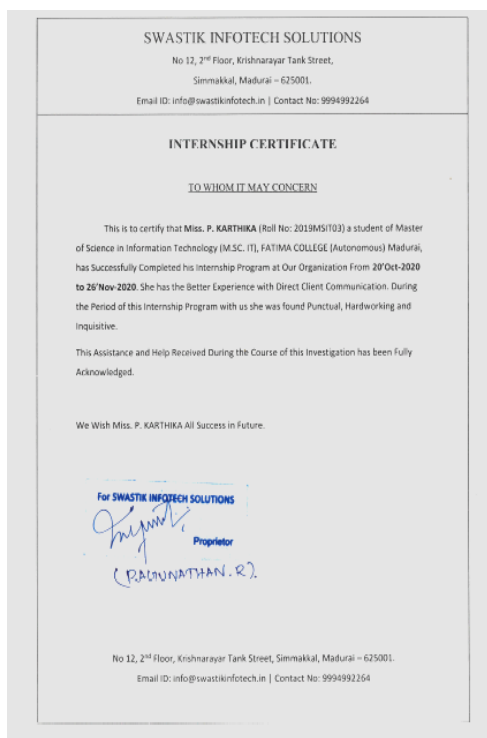 SWASTIK INFOTECH SOLUTIONS
No 12, 2nd Floor, Krishnarayar Tank Street,
Simmakkal, Madurai – 625001.
Email ID: info@swastikinfotech.in | Contact No: 9994992264
INTERNSHIP CERTIFICATE
TO WHOM IT MAY CONCERN
This is to certify that Miss. P. KARTHIKA (Roll No: 2019MSIT03) a student of Master
of Science in Information Technology (M.SC. IT), FATIMA COLLEGE (Autonomous) Madurai,
has Successfully Completed his Internship Program at Our Organization From 20'Oct-2020
to 26'Nov-2020. She has the Better Experience with Direct Client Communication. During
the Period of this Internship Program with us she was found Punctual, Hardworking and
Inquisitive.
This Assistance and Help Received During the Course of this Investigation has been Fully
Acknowledged.
We Wish Miss. P. KARTHIKA All Success in Future.
For SWASTIK INFOTECH SOLUTIONS
Proprietor
No 12, 2nd Floor, Krishnarayar Tank Street, Simmakkal, Madurai – 625001.
Email ID: info@swastikinfotech.in | Contact No: 9994992264